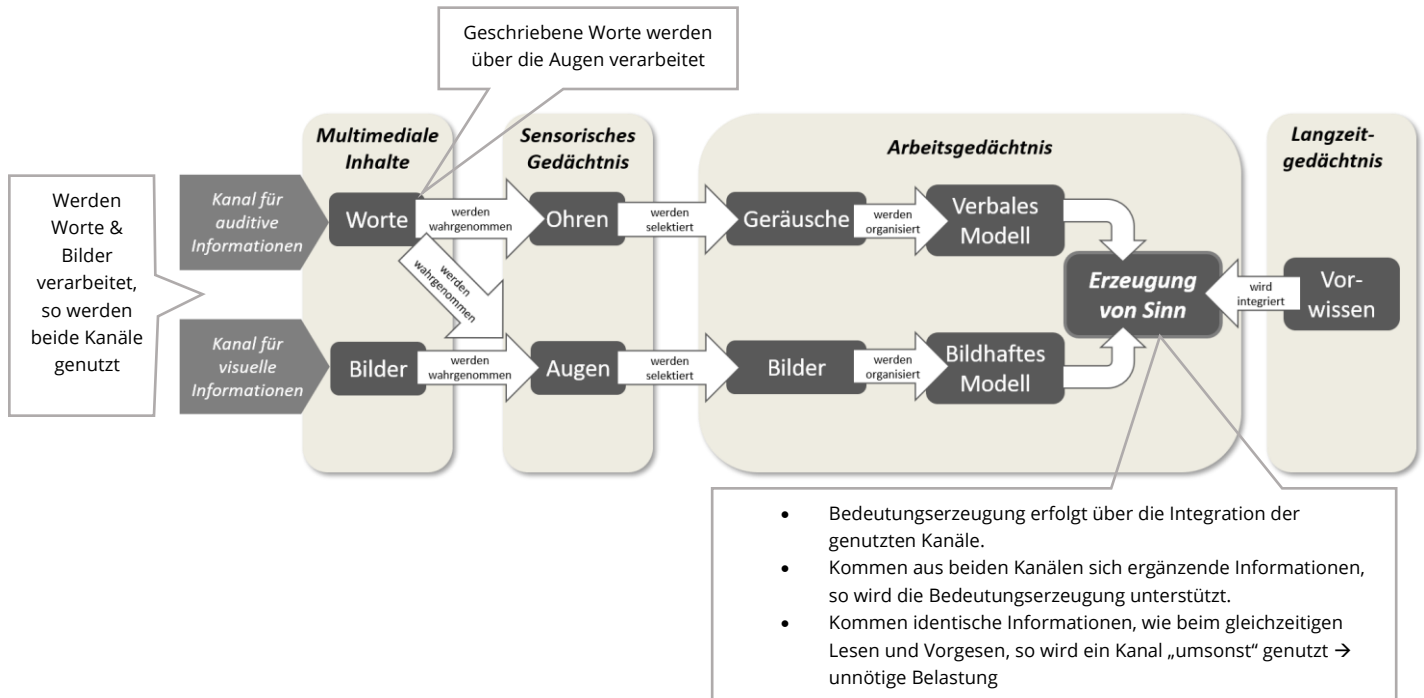 Geschriebene Worte werden
über die Augen verarbeitet
Multimediale
Inhalte
Sensorisches
Gedächtnis
Arbeitsgedächtnis
Langzeit-
gedächtnis
Werden
Worte &
Bilder
verarbeitet,
so werden
beide Kanäle
genutzt
Kanal für
auditive
Informationen
Worte
werden
wahrgenommen
Ohren
werden
selektiert
Geräusche
werden
organisiert
Verbales
Modell
werden
wahrgenommen
Erzeugung
von Sinn
wird
integriert
Vor-
wissen
Kanal für
visuelle
Informationen
Bilder
werden
wahrgenommen
Augen
werden
selektiert
Bilder
werden
organisiert
Bildhaftes
Modell
• Bedeutungserzeugung erfolgt über die Integration der
genutzten Kanäle.
• Kommen aus beiden Kanälen sich ergänzende Informationen,
so wird die Bedeutungserzeugung unterstützt.
• Kommen identische Informationen, wie beim gleichzeitigen
Lesen und Vorgesen, so wird ein Kanal „umsonst“ genutzt →
unnötige Belastung